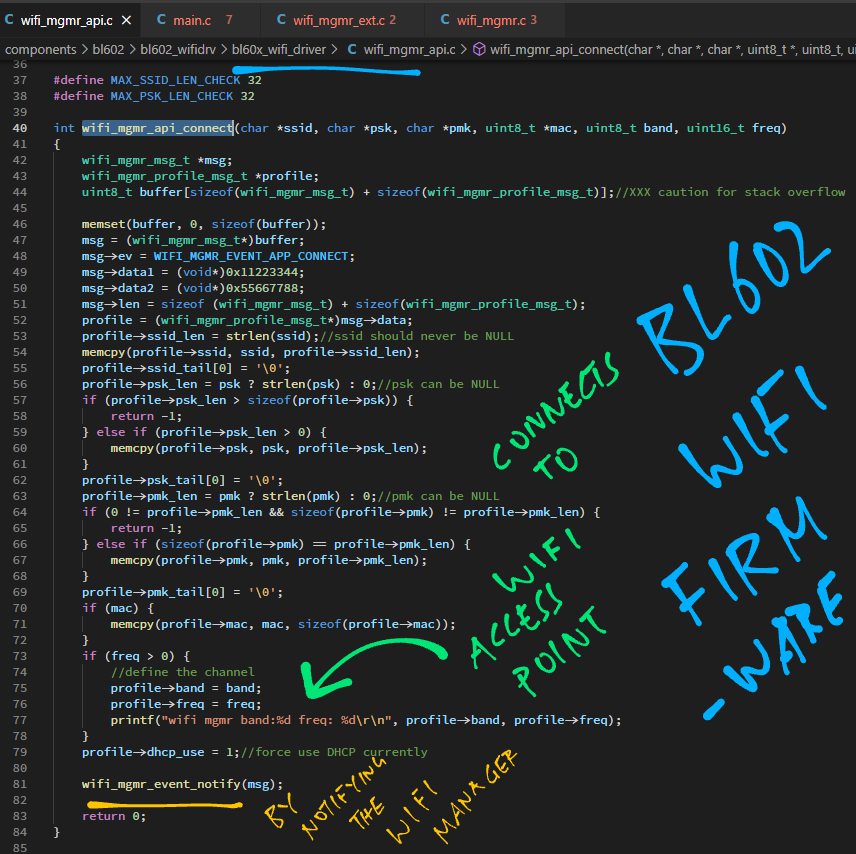 wifi_mgmr_api.c × main.c 7 wifi_mgmr_ext.c 2 wifi_mgmr.c 3
components > bl602 > bl602_wifidrv > bl60x_wifi_driver > wifi_mgmr_api.c > wifi_mgmr_api_connect(char *, char *, char *, uint8_t *, uint8_t, ui
36
37 #define MAX_SSID_LEN_CHECK 32
38 #define MAX_PSK_LEN_CHECK 32
39
40 int wifi_mgmr_api_connect(char *ssid, char *psk, char *pmk, uint8_t *mac, uint8_t band, uint16_t freq)
41 {
42 wifi_mgmr_msg_t *msg;
43 wifi_mgmr_profile_msg_t *profile;
44 uint8_t buffer[sizeof(wifi_mgmr_msg_t) + sizeof(wifi_mgmr_profile_msg_t)];//XXX caution for stack overflow
45
46 memset(buffer, 0, sizeof(buffer));
47 msg = (wifi_mgmr_msg_t*)buffer;
48 msg->ev = WIFI_MGMR_EVENT_APP_CONNECT;
49 msg->data1 = (void*)0x11223344;
50 msg->data2 = (void*)0x55667788;
51 msg->len = sizeof (wifi_mgmr_msg_t) + sizeof(wifi_mgmr_profile_msg_t);
52 profile = (wifi_mgmr_profile_msg_t*)msg->data;
53 profile->ssid_len = strlen(ssid);//ssid should never be NULL
54 memcpy(profile->ssid, ssid, profile->ssid_len);
55 profile->ssid_tail[0] = '\0';
56 profile->psk_len = psk ? strlen(psk) : 0;//psk can be NULL
57 if (profile->psk_len > sizeof(profile->psk)) {
58 return -1;
59 } else if (profile->psk_len > 0) {
60 memcpy(profile->psk, psk, profile->psk_len);
61 }
62 profile->psk_tail[0] = '\0';
63 profile->pmk_len = pmk ? strlen(pmk) : 0;//pmk can be NULL
64 if (0 != profile->pmk_len && sizeof(profile->pmk) != profile->pmk_len) {
65 return -1;
66 } else if (sizeof(profile->pmk) == profile->pmk_len) {
67 memcpy(profile->pmk, pmk, profile->pmk_len);
68 }
69 profile->pmk_tail[0] = '\0';
70 if (mac) {
71 memcpy(profile->mac, mac, sizeof(profile->mac));
72 }
73 if (freq > 0) {
74 //define the channel
75 profile->band = band;
76 profile->freq = freq;
77 printf("wifi mgmr band:%d freq: %d\r\n", profile->band, profile->freq);
78 }
79 profile->dhcp_use = 1;//force use DHCP currently
80
81 wifi_mgmr_event_notify(msg);
82
83 return 0;
84 }
85
BL602
WIFI
FIRM
-WARE
CONNECTS
TO
WIFI
ACCESS
POINT
BY
NOTIFYING
THE
WIFI
MANAGER